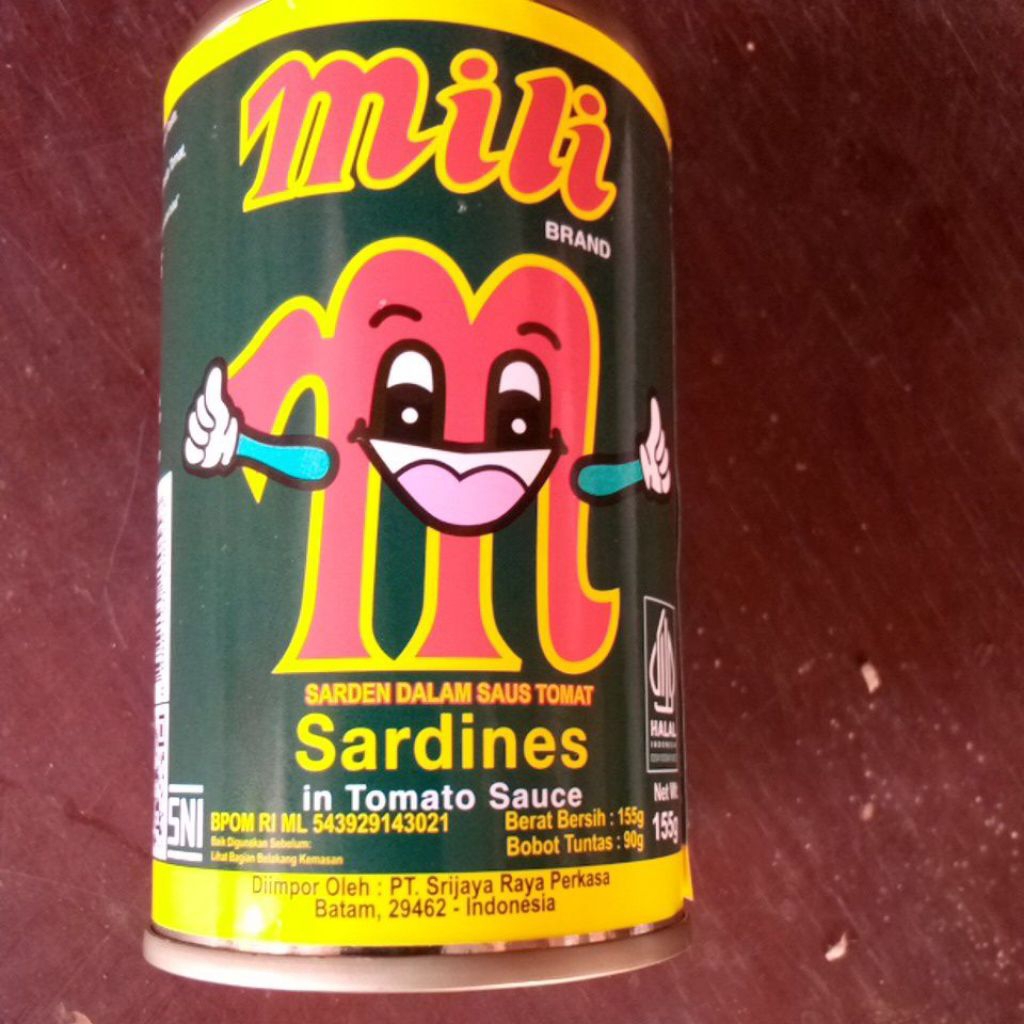 mili
BRAND
SARDEN DALAM SAUS TOMAT
Sardines
in Tomato Sauce
HALAL
INDONESIA
Net Wt
155g
SNI
BPOM RI ML 543929143021
Baik Digunakan Sebelum:
Lihat Bagian Belakang Kemasan
Berat Bersih : 155g
Bobot Tuntas : 90g
Diimpor Oleh : PT. Srijaya Raya Perkasa
Batam, 29462 - Indonesia